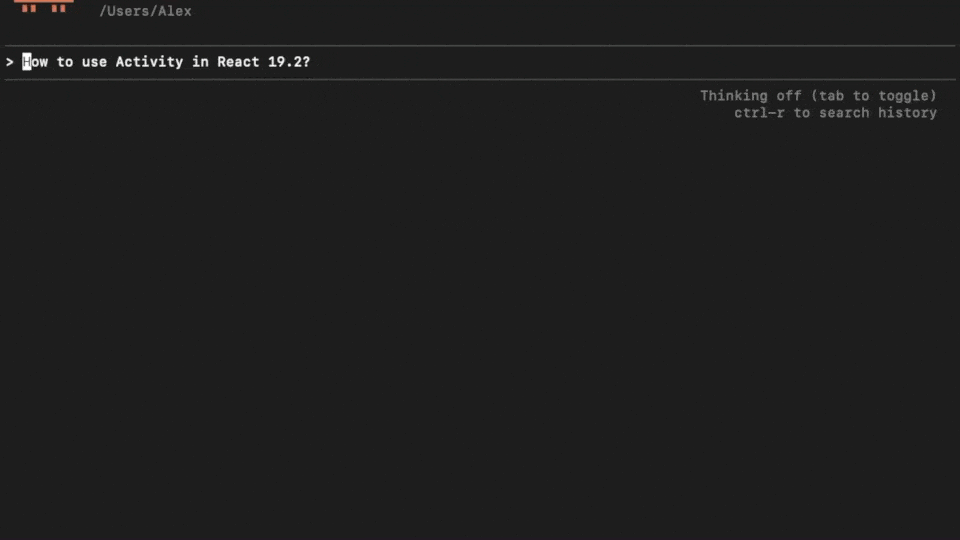 /Users/Alex
> How to use Activity in React 19.2?
Thinking off (tab to toggle)
ctrl-r to search history